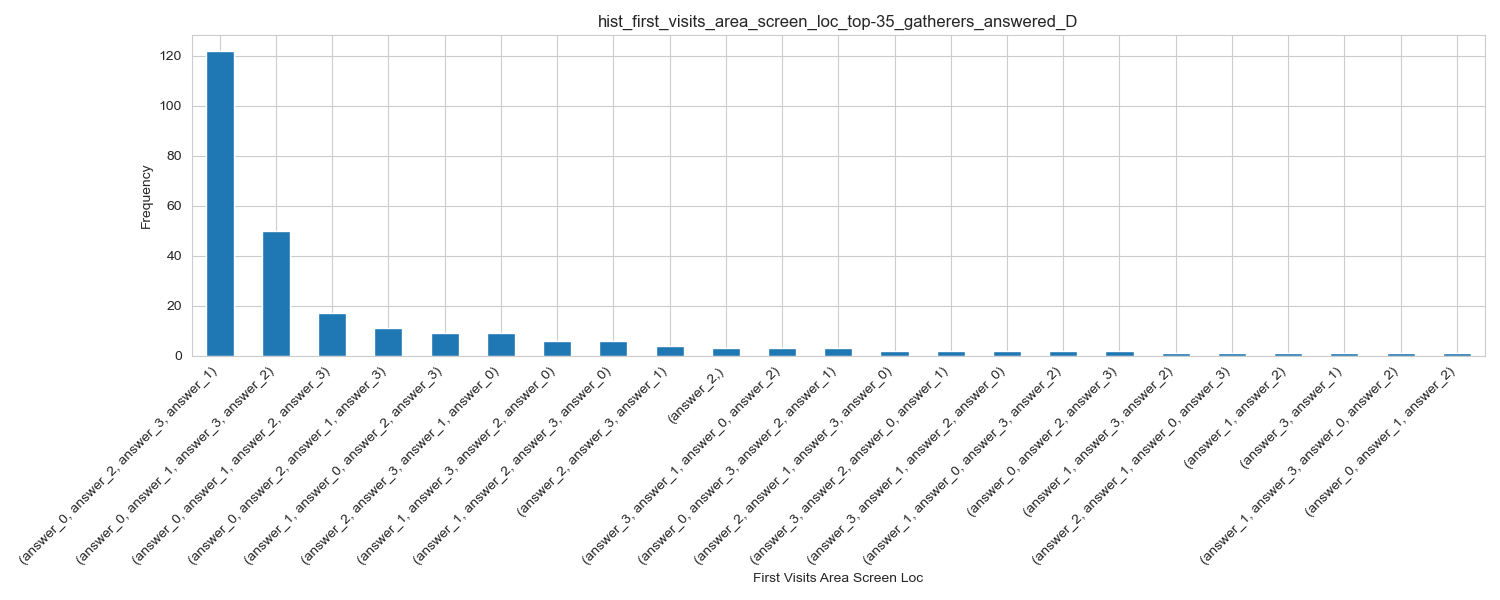 hist_first_visits_area_screen_loc_top-35_gatherers_answered_D
120
100
80
60
40
20
0
Frequency
(answer_0, answer_2, answer_3, answer_1)
(answer_0, answer_1, answer_3, answer_2)
(answer_0, answer_1, answer_2, answer_3)
(answer_0, answer_2, answer_1, answer_3)
(answer_1, answer_0, answer_2, answer_3)
(answer_2, answer_3, answer_1, answer_0)
(answer_1, answer_3, answer_2, answer_0)
(answer_1, answer_2, answer_3, answer_0)
(answer_2, answer_3, answer_1)
(answer_2,)
(answer_3, answer_1, answer_0, answer_2)
(answer_0, answer_3, answer_2, answer_1)
(answer_2, answer_1, answer_3, answer_0)
(answer_3, answer_2, answer_0, answer_1)
(answer_3, answer_1, answer_2, answer_0)
(answer_1, answer_0, answer_3, answer_2)
(answer_0, answer_2, answer_3)
(answer_1, answer_3, answer_2)
(answer_2, answer_1, answer_0, answer_3)
(answer_1, answer_2)
(answer_3, answer_1)
(answer_1, answer_3, answer_0, answer_2)
(answer_0, answer_1, answer_2)
First Visits Area Screen Loc